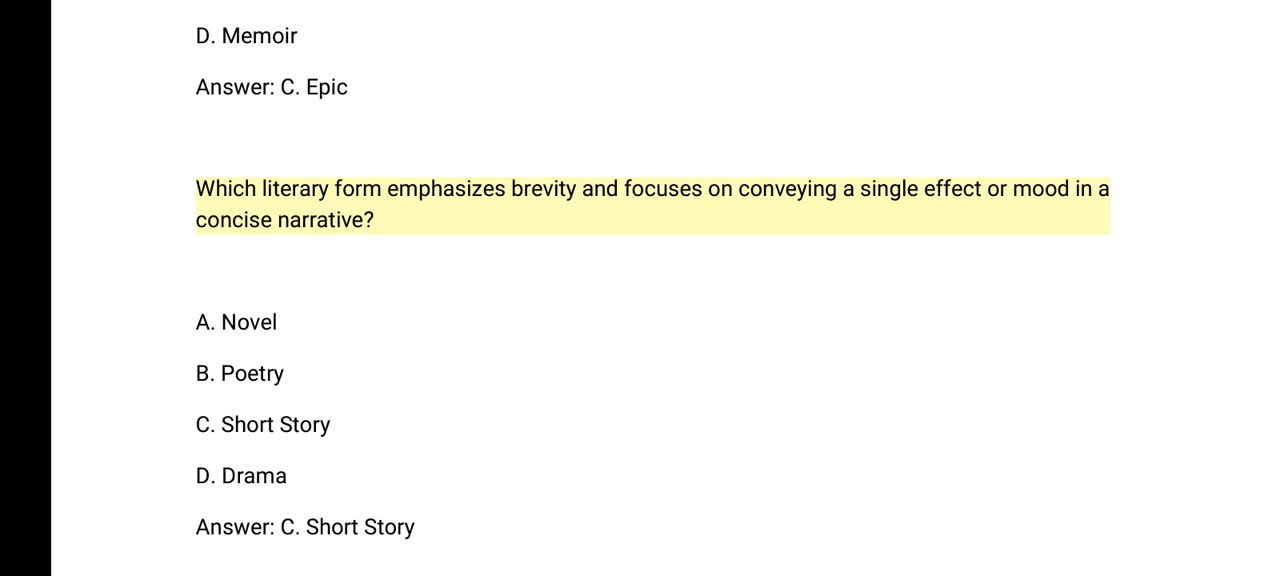 D. Memoir
Answer: C. Epic
Which literary form emphasizes brevity and focuses on conveying a single effect or mood in a
concise narrative?
A. Novel
B. Poetry
C. Short Story
D. Drama
Answer: C. Short Story